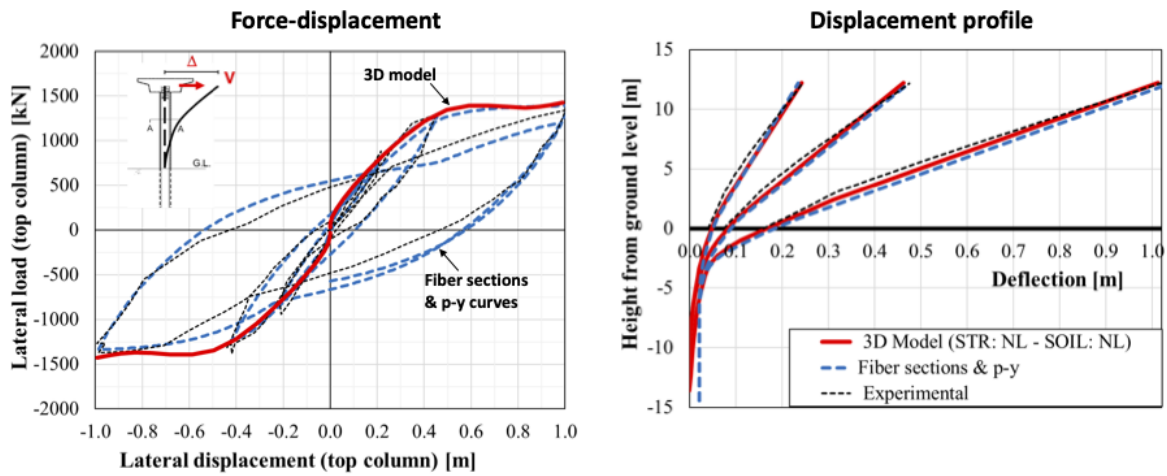 Force-displacement
Lateral load (top column) [kN]
2000
1500
1000
500
0
-500
-1000
-1500
-2000
-1.0
-0.8
-0.6
-0.4
-0.2
0.0
0.2
0.4
0.6
0.8
1.0
Lateral displacement (top column) [m]
Δ
V
A
A
G.L.
3D model
Fiber sections
& p-y curves
Displacement profile
Height from ground level [m]
15
10
5
0
-5
-10
-15
0.0
0.1
0.2
0.3
0.4
0.5
0.6
0.7
0.8
0.9
1.0
Deflection [m]
3D Model (STR: NL - SOIL: NL)
Fiber sections & p-y
Experimental